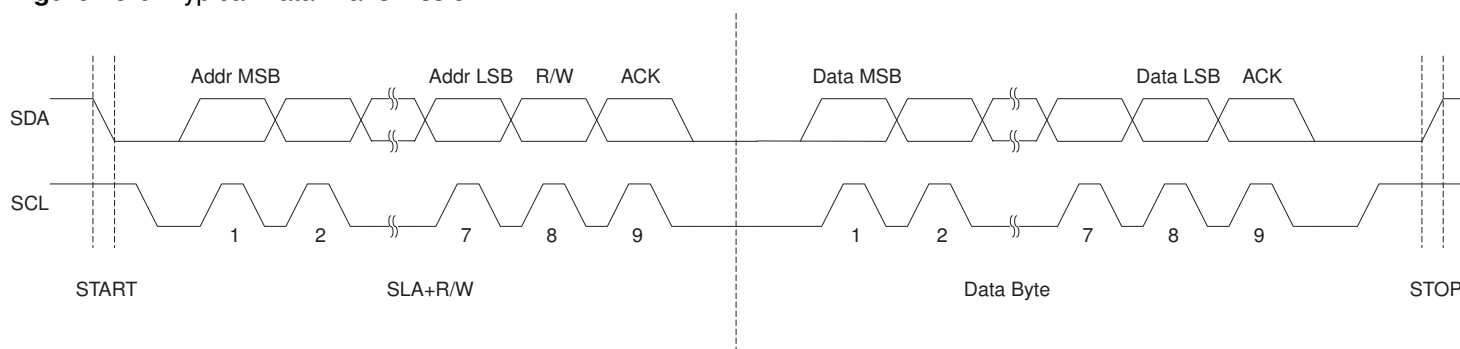 Addr MSB Addr LSB R/W ACK Data MSB Data LSB ACK
SDA
SCL
1 2 7 8 9 1 2 7 8 9
START SLA+R/W Data Byte STOP